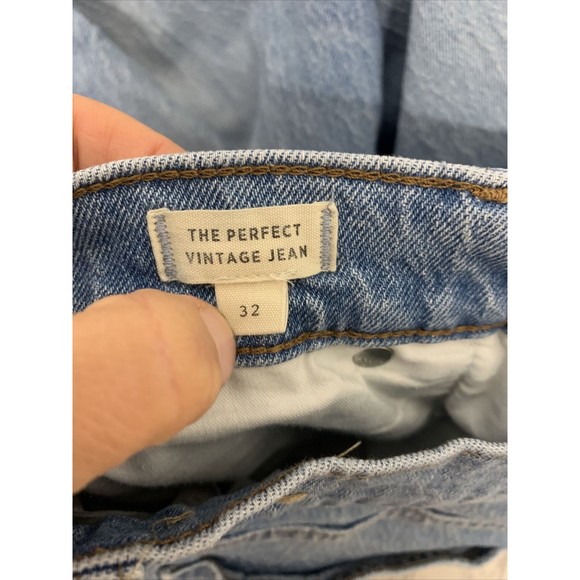 THE PERFECT
VINTAGE JEAN
32